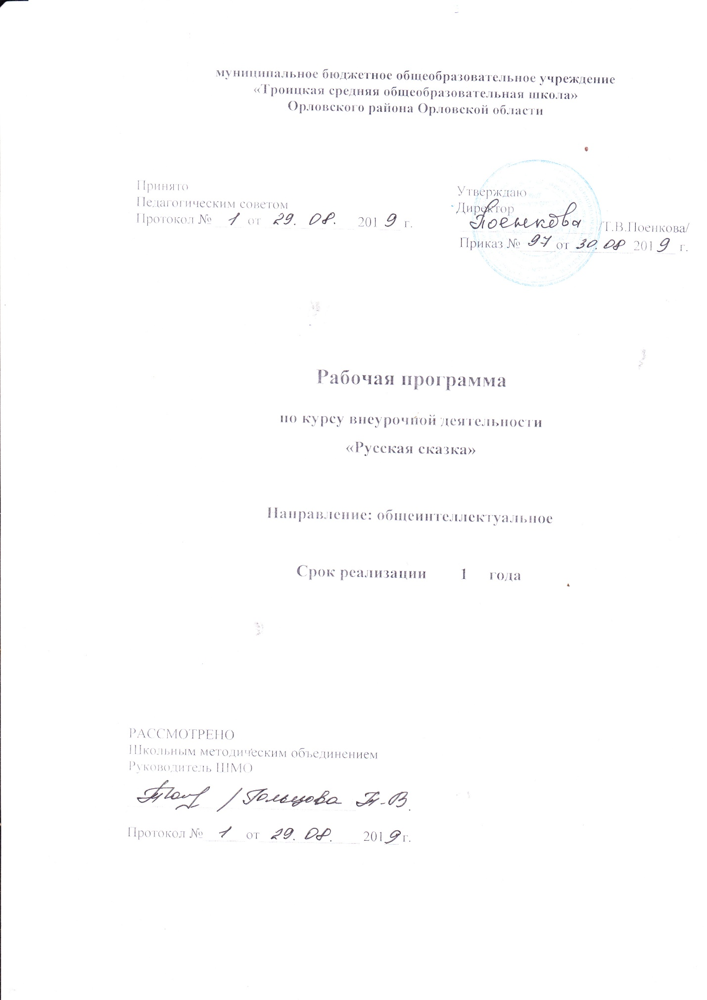 муниципальное бюджетное общеобразовательное учреждение
«Троицкая средняя общеобразовательная школа»
Орловского района Орловской области
Принято
Педагогическим советом
Протокол № 1 от 29. 08. 2019 г.
Утверждаю
Директор
Поенкова /Т.В.Поенкова/
Приказ № 97 от 30. 08 2019 г.
Рабочая программа
по курсу внеурочной деятельности
«Русская сказка»
Направление: общеинтеллектуальное
Срок реализации 1 года
РАССМОТРЕНО
Школьным методическим объединением
Руководитель ШМО
/ Гольцова Т.В.
Протокол № 1 от 29. 08. 2019 г.